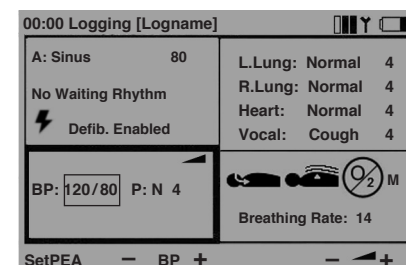 00:00 Logging [Logname]
A: Sinus 80
No Waiting Rhythm
Defib. Enabled
L.Lung: Normal 4
R.Lung: Normal 4
Heart: Normal 4
Vocal: Cough 4
BP: 120/80 P: N 4
O2 M
Breathing Rate: 14
SetPEA − BP + − +